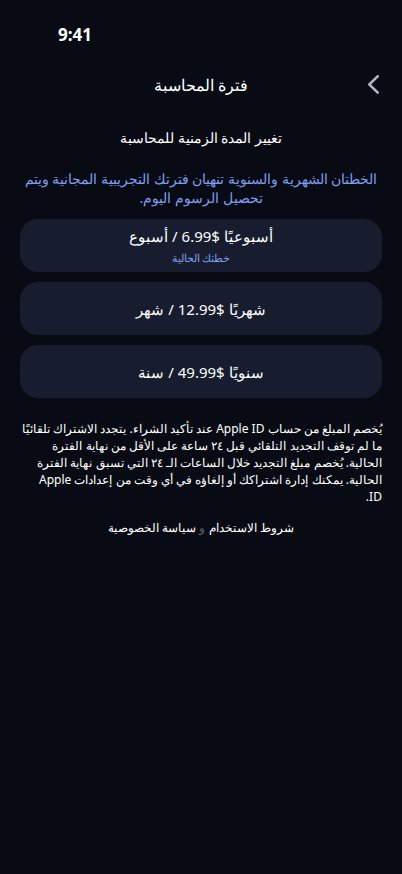 9:41
فترة المحاسبة
تغيير المدة الزمنية للمحاسبة
الخطتان الشهرية والسنوية تنهيان فترتك التجريبية المجانية ويتم
تحصيل الرسوم اليوم.
أسبوعيًا $6.99 / أسبوع
خطتك الحالية
شهريًا $12.99 / شهر
سنويًا $49.99 / سنة
يُخصم المبلغ من حساب Apple ID عند تأكيد الشراء. يتجدد الاشتراك تلقائيًا
ما لم توقف التجديد التلقائي قبل ٢٤ ساعة على الأقل من نهاية الفترة
الحالية. يُخصم مبلغ التجديد خلال الساعات الـ ٢٤ التي تسبق نهاية الفترة
الحالية. يمكنك إدارة اشتراكك أو إلغاؤه في أي وقت من إعدادات Apple
ID.
شروط الاستخدام و سياسة الخصوصية